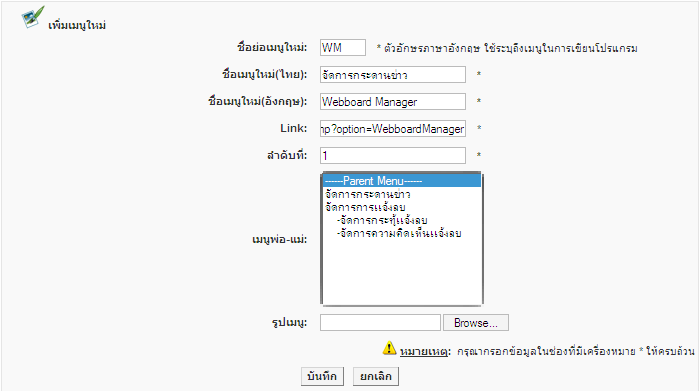 เพิ่มเมนูใหม่
ชื่อย่อเมนูใหม่: WM * ตัวอักษรภาษาอังกฤษ ใช้ระบุถึงเมนูในการเขียนโปรแกรม
ชื่อเมนูใหม่(ไทย): จัดการกระดานข่าว *
ชื่อเมนูใหม่(อังกฤษ): Webboard Manager *
Link: np?option=WebboardManager *
ลำดับที่: 1 *
------Parent Menu------
จัดการกระดานข่าว
จัดการการแจ้งลบ
-จัดการกระทู้แจ้งลบ
-จัดการความคิดเห็นแจ้งลบ
เมนูพ่อ-แม่:
รูปเมนู: Browse...
หมายเหตุ: กรุณากรอกข้อมูลในช่องที่มีเครื่องหมาย * ให้ครบถ้วน
บันทึก ยกเลิก